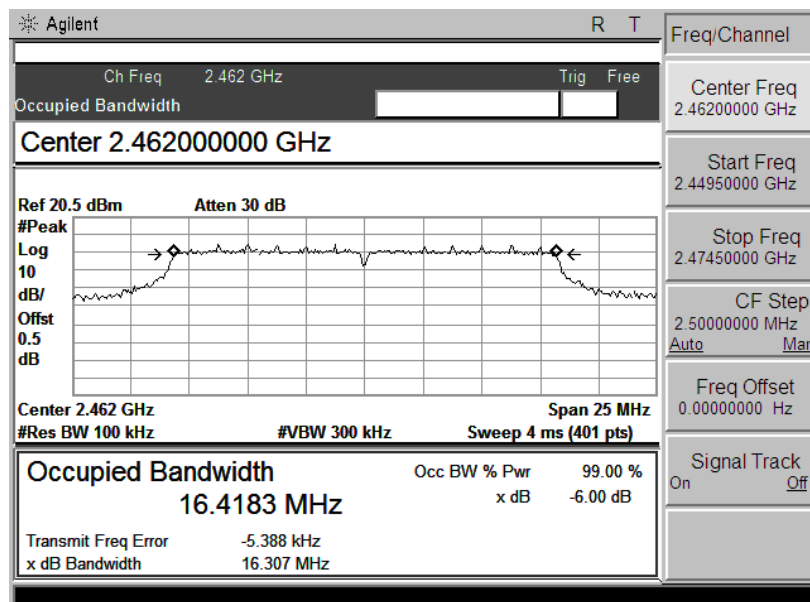 Agilent R T
Ch Freq 2.462 GHz Trig Free
Occupied Bandwidth
Center 2.462000000 GHz
Ref 20.5 dBm Atten 30 dB
#Peak
Log
10
dB/
Offst
0.5
dB
Center 2.462 GHz Span 25 MHz
#Res BW 100 kHz #VBW 300 kHz Sweep 4 ms (401 pts)
Occupied Bandwidth
16.4183 MHz
Occ BW % Pwr 99.00 %
x dB -6.00 dB
Transmit Freq Error -5.388 kHz
x dB Bandwidth 16.307 MHz
Freq/Channel
Center Freq
2.46200000 GHz
Start Freq
2.44950000 GHz
Stop Freq
2.47450000 GHz
CF Step
2.50000000 MHz
Auto Mar
Freq Offset
0.00000000 Hz
Signal Track
On Off